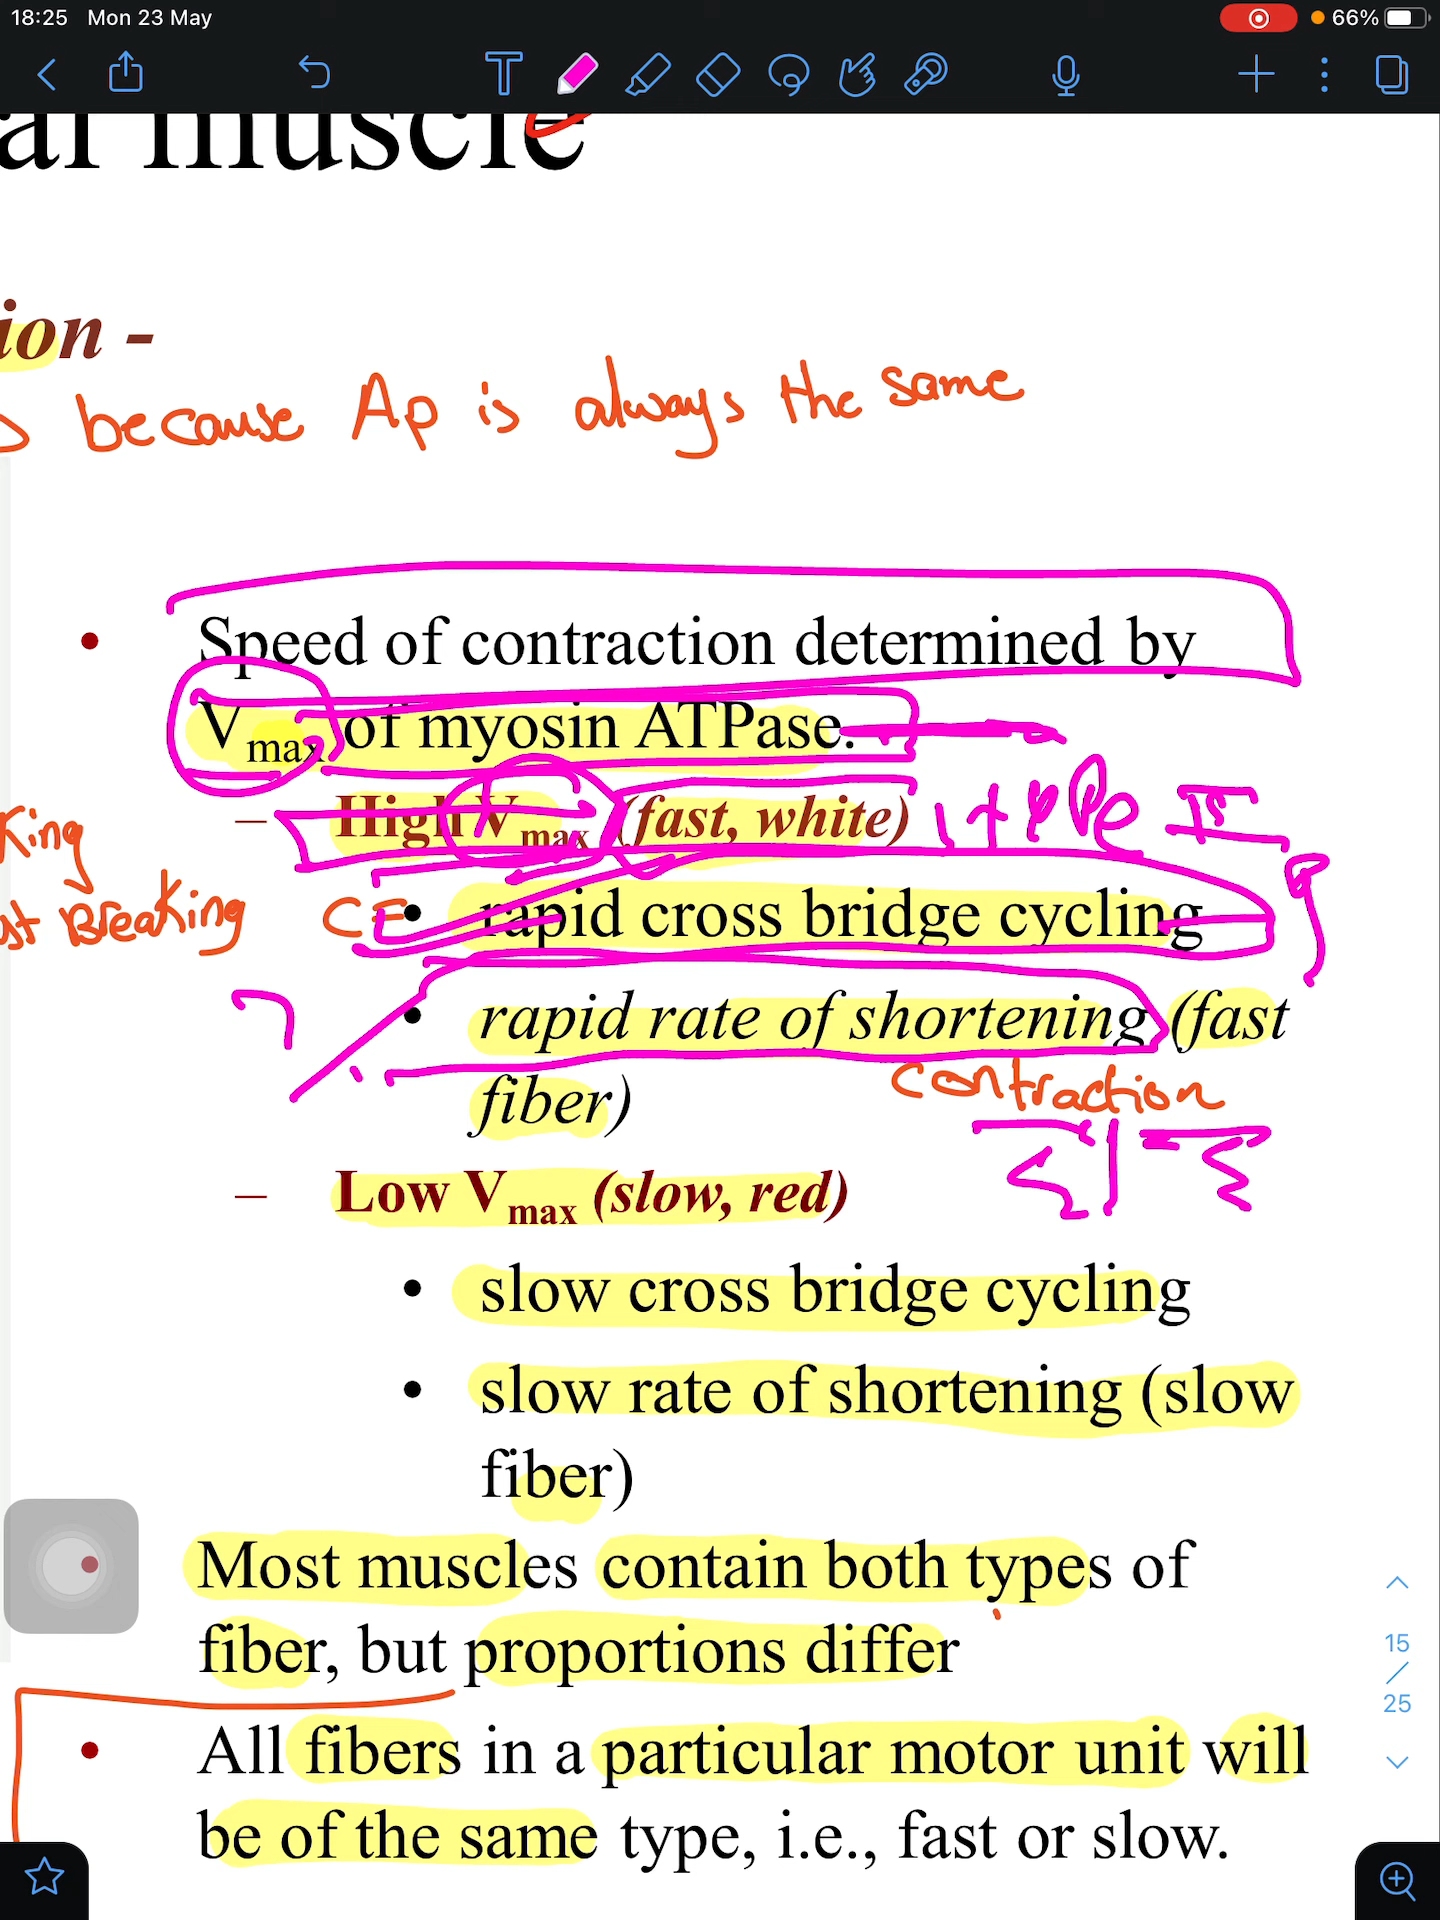 18:25 Mon 23 May
66%
al muscle
ion -
because Ap is always the same
• Speed of contraction determined by
Vmax of myosin ATPase.
– High Vmax (fast, white) type II
King
st Breaking
• rapid cross bridge cycling
• rapid rate of shortening (fast
fiber)
contraction
– Low Vmax (slow, red)
• slow cross bridge cycling
• slow rate of shortening (slow
fiber)
• Most muscles contain both types of
fiber, but proportions differ
15
/
25
• All fibers in a particular motor unit will
be of the same type, i.e., fast or slow.